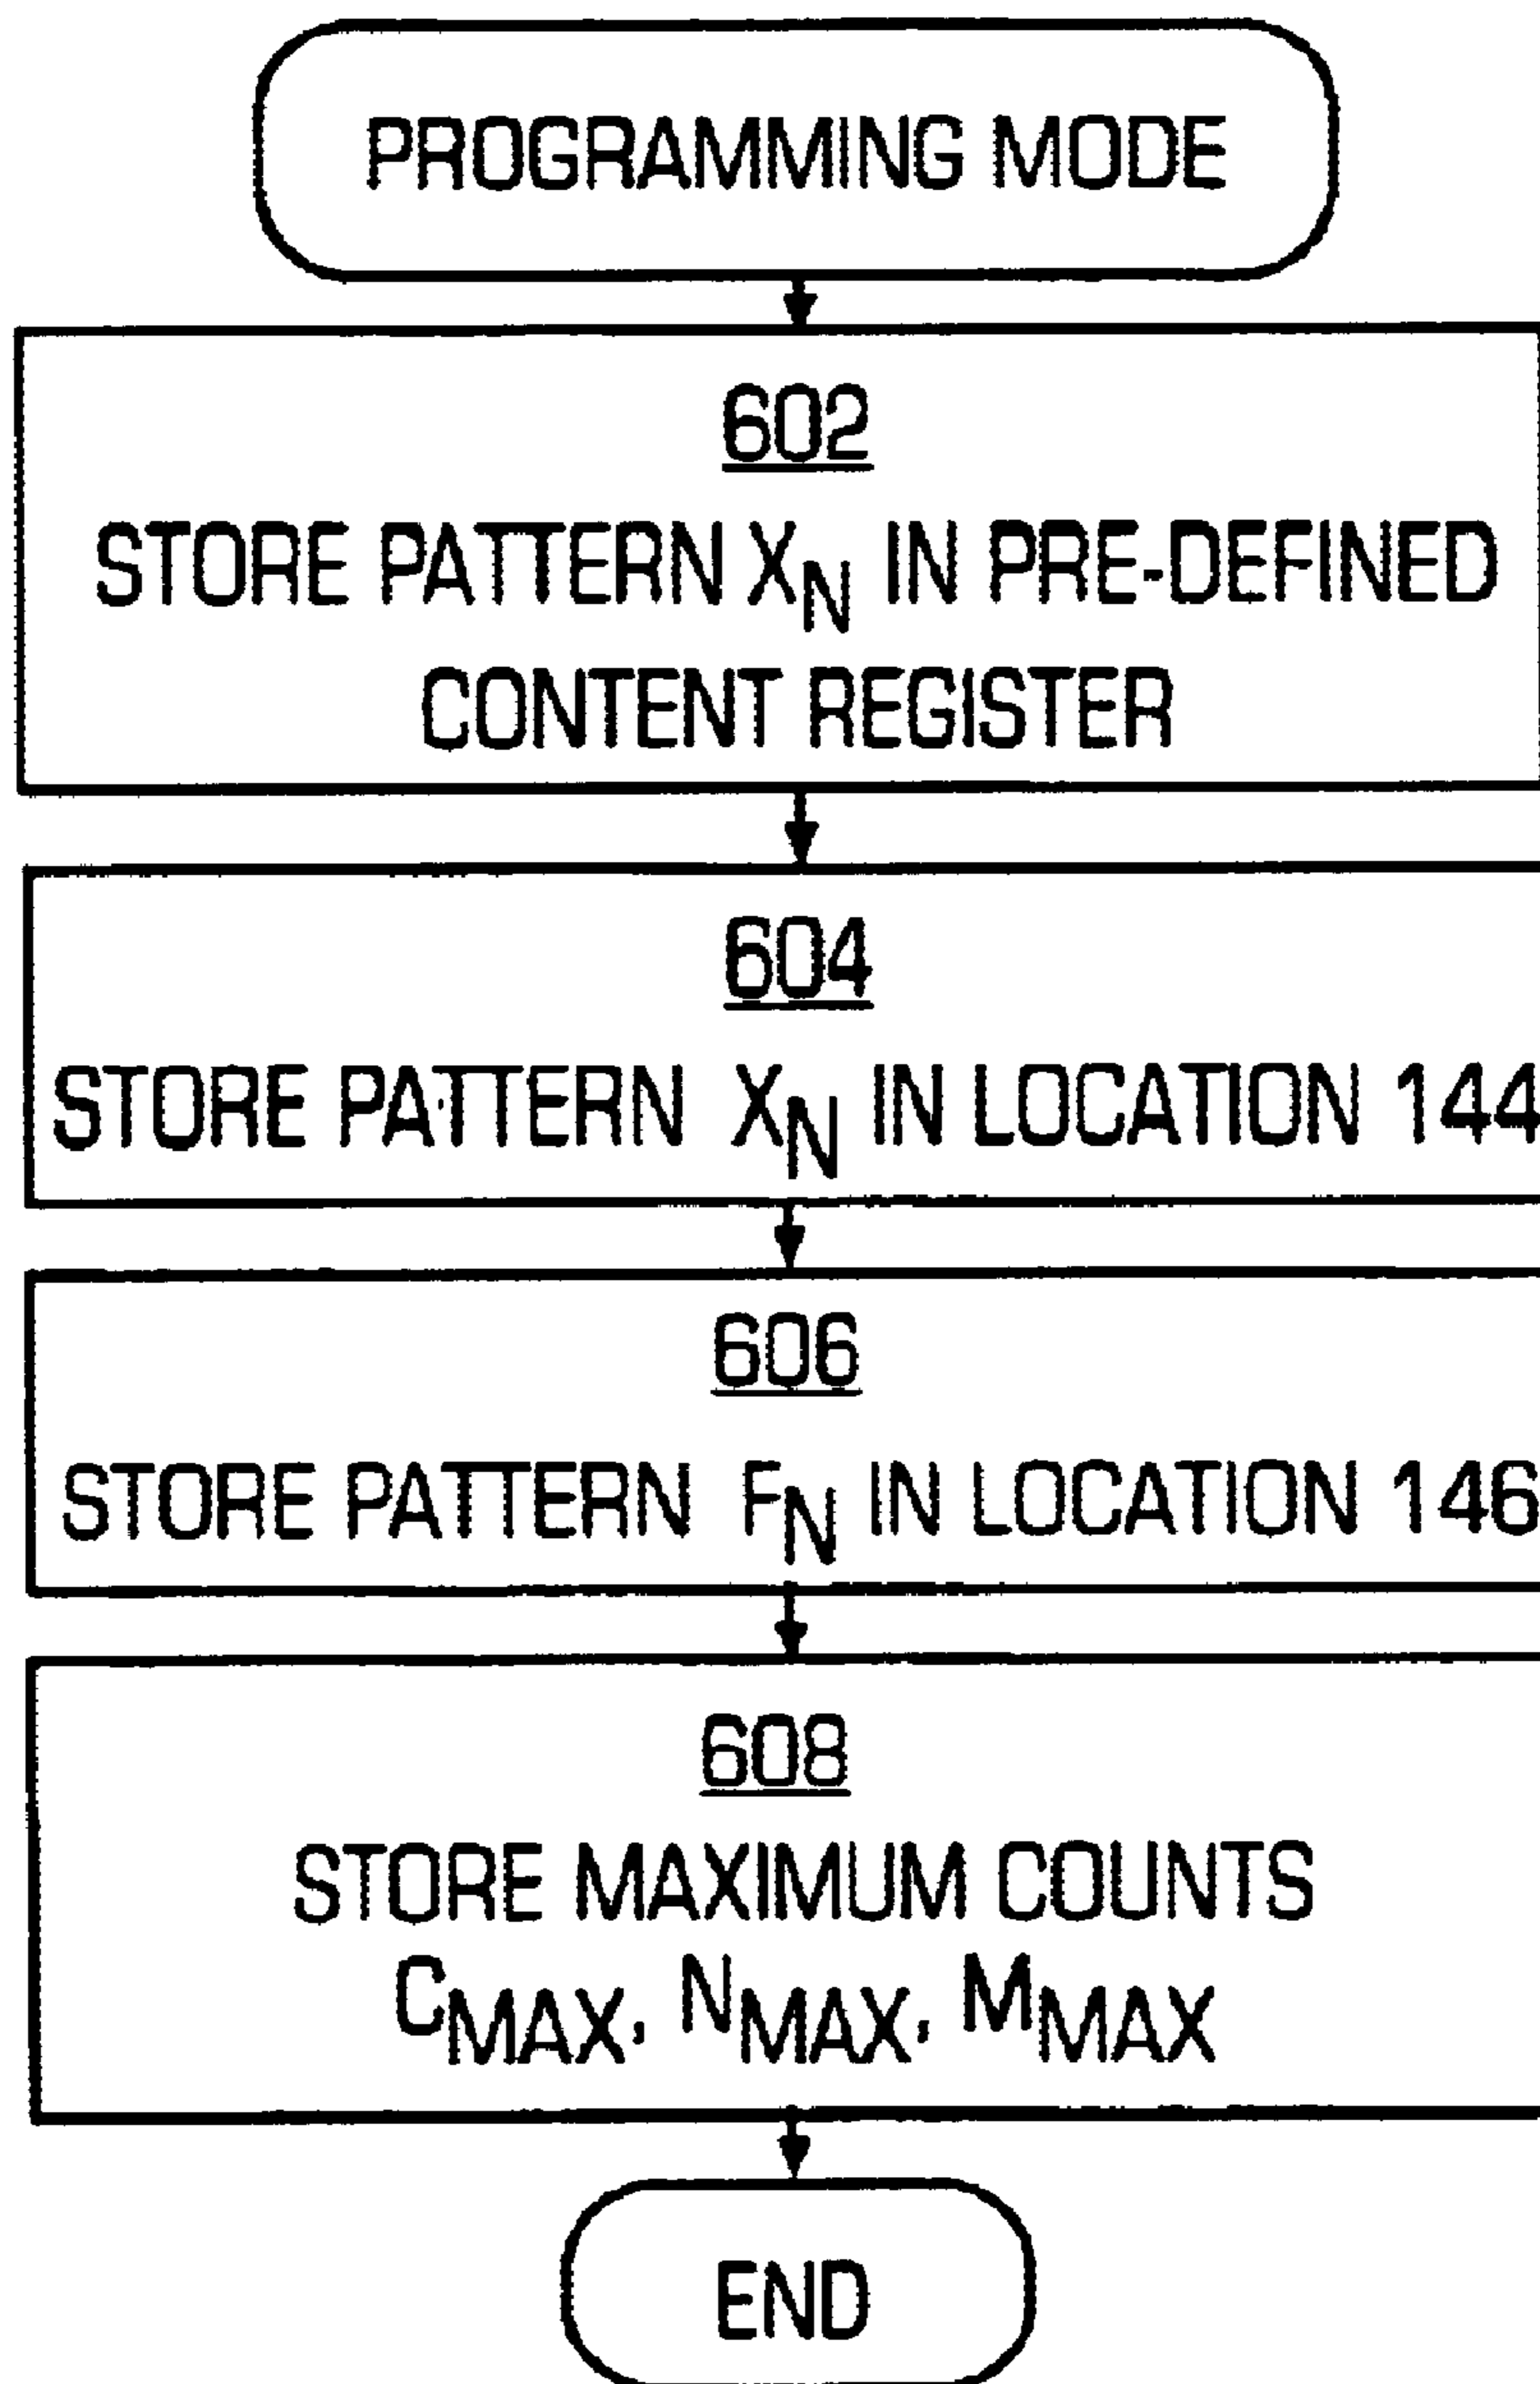 PROGRAMMING MODE
602
STORE PATTERN XN IN PRE-DEFINED
CONTENT REGISTER
604
STORE PATTERN XN IN LOCATION 144
606
STORE PATTERN FN IN LOCATION 146
608
STORE MAXIMUM COUNTS
CMAX, NMAX, MMAX
END